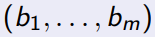 (b₁, . . . , bₘ)